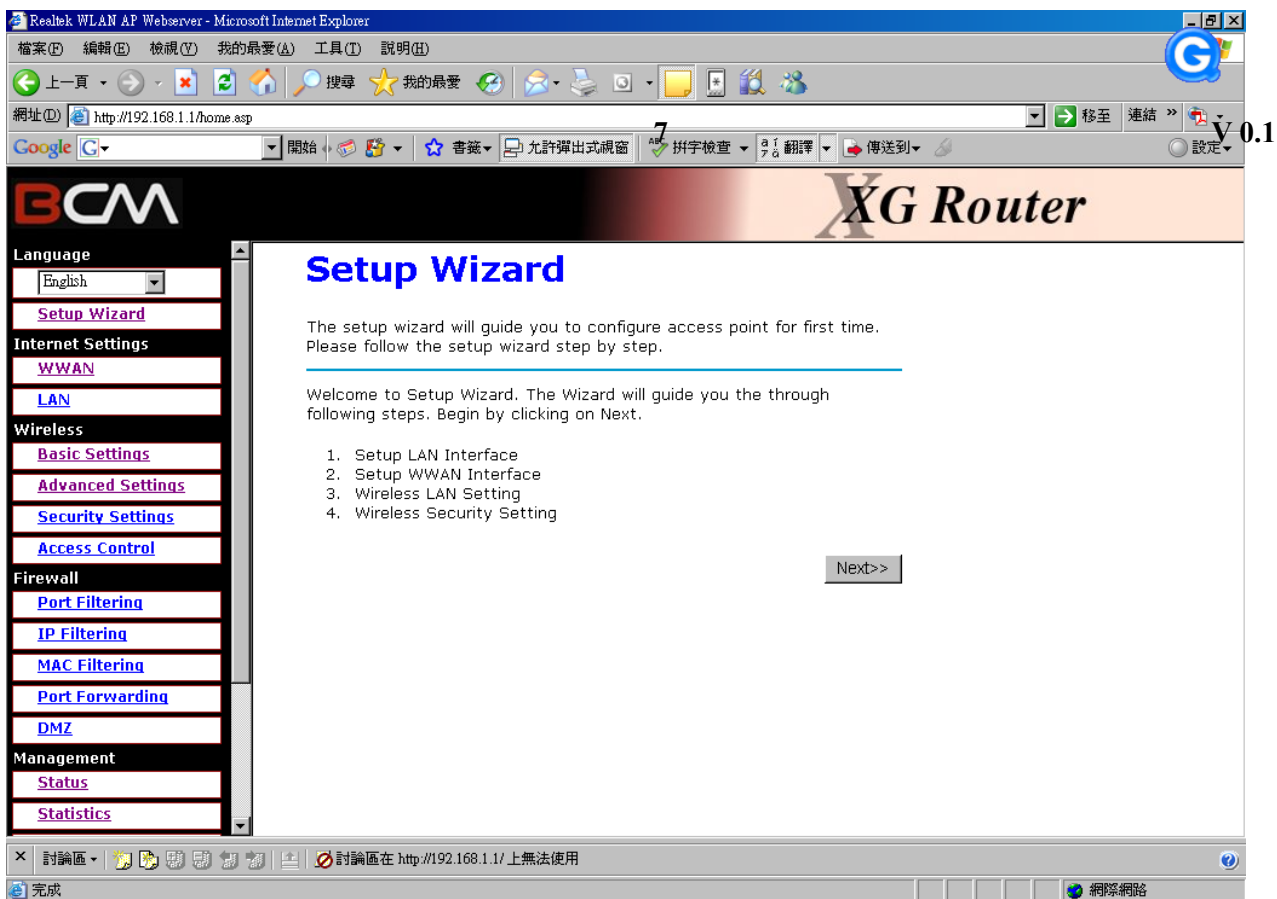 Realtek WLAN AP Webserver - Microsoft Internet Explorer
檔案(F) 編輯(E) 檢視(V) 我的最愛(A) 工具(T) 說明(H)
上一頁 搜尋 我的最愛
網址(D) http://192.168.1.1/home.asp 移至 連結 »
7
V 0.1
Google G 開始 書籤 允許彈出式視窗 拼字檢查 翻譯 傳送到 設定
BCM
XG Router
Language
English
Setup Wizard
Internet Settings
WWAN
LAN
Wireless
Basic Settings
Advanced Settings
Security Settings
Access Control
Firewall
Port Filtering
IP Filtering
MAC Filtering
Port Forwarding
DMZ
Management
Status
Statistics
Setup Wizard
The setup wizard will guide you to configure access point for first time.
Please follow the setup wizard step by step.
Welcome to Setup Wizard. The Wizard will guide you the through
following steps. Begin by clicking on Next.
1. Setup LAN Interface
2. Setup WWAN Interface
3. Wireless LAN Setting
4. Wireless Security Setting
Next>>
討論區 討論區在 http://192.168.1.1/ 上無法使用
完成 網際網路